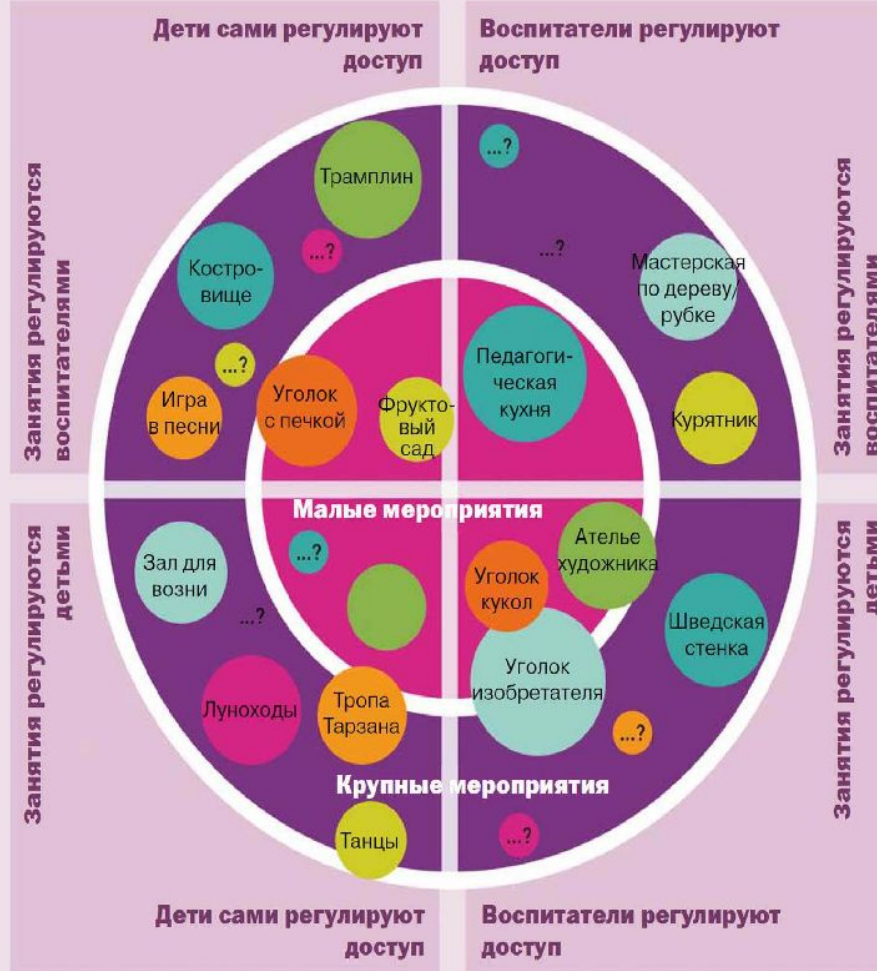 Дети сами регулируют
доступ
Воспитатели регулируют
доступ
Занятия регулируются
воспитателями
Занятия регулируются
воспитателями
Трамплин
...?
Костро-
вище
...?
Игра
в песни
Уголок
с печкой
Фрукто-
вый
сад
...?
...?
Мастерская
по дереву/
рубке
Педагоги-
ческая
кухня
Курятник
Малые мероприятия
Занятия регулируются
детьми
Занятия регулируются
детьми
Зал для
возни
...?
...?
Луноходы
Тропа
Тарзана
Танцы
Ателье
художника
Уголок
кукол
Уголок
изобретателя
Шведская
стенка
...?
Крупные мероприятия
...?
Дети сами регулируют
доступ
Воспитатели регулируют
доступ